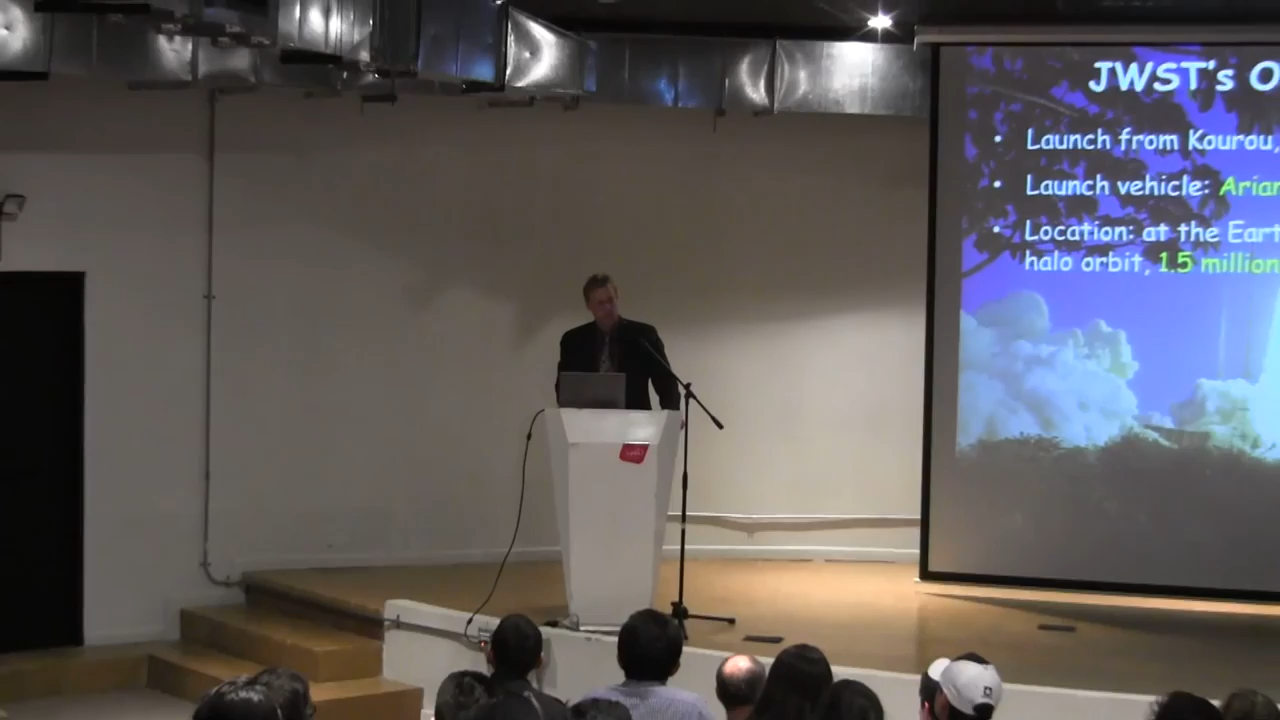 JWST's O
• Launch from Kourou,
• Launch vehicle: Arian
• Location: at the Eart
halo orbit, 1.5 million